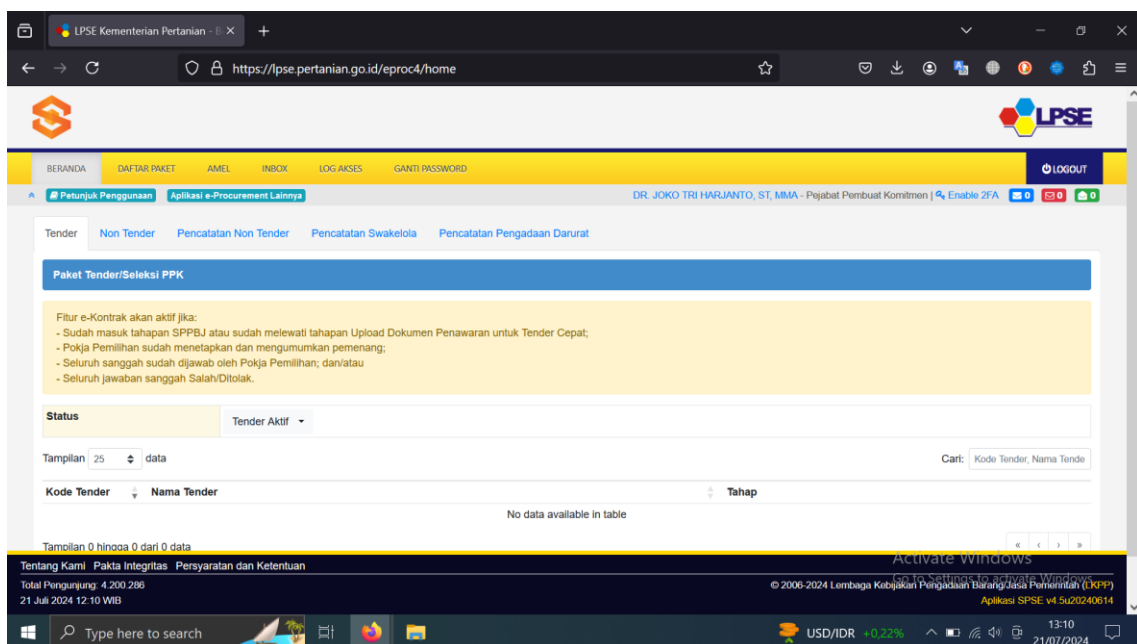 LPSE Kementerian Pertanian - B
https://lpse.pertanian.go.id/eproc4/home
LPSE
BERANDA DAFTAR PAKET AMEL INBOX LOG AKSES GANTI PASSWORD LOGOUT
Petunjuk Penggunaan Aplikasi e-Procurement Lainnya DR. JOKO TRI HARJANTO, ST, MMA - Pejabat Pembuat Komitmen | Enable 2FA 0 0 0
Tender Non Tender Pencatatan Non Tender Pencatatan Swakelola Pencatatan Pengadaan Darurat
Paket Tender/Seleksi PPK
Fitur e-Kontrak akan aktif jika:
- Sudah masuk tahapan SPPBJ atau sudah melewati tahapan Upload Dokumen Penawaran untuk Tender Cepat;
- Pokja Pemilihan sudah menetapkan dan mengumumkan pemenang;
- Seluruh sanggah sudah dijawab oleh Pokja Pemilihan; dan/atau
- Seluruh jawaban sanggah Salah/Ditolak.
Status Tender Aktif
Tampilan 25 data Cari: Kode Tender, Nama Tende
Kode Tender Nama Tender Tahap
No data available in table
Tampilan 0 hingga 0 dari 0 data « ‹ › »
Activate Windows
Go to Settings to activate Windows.
Tentang Kami Pakta Integritas Persyaratan dan Ketentuan
Total Pengunjung: 4.200.286 © 2006-2024 Lembaga Kebijakan Pengadaan Barang/Jasa Pemerintah (LKPP)
21 Juli 2024 12:10 WIB Aplikasi SPSE v4.5u20240614
Type here to search USD/IDR +0,22% 13:10
21/07/2024